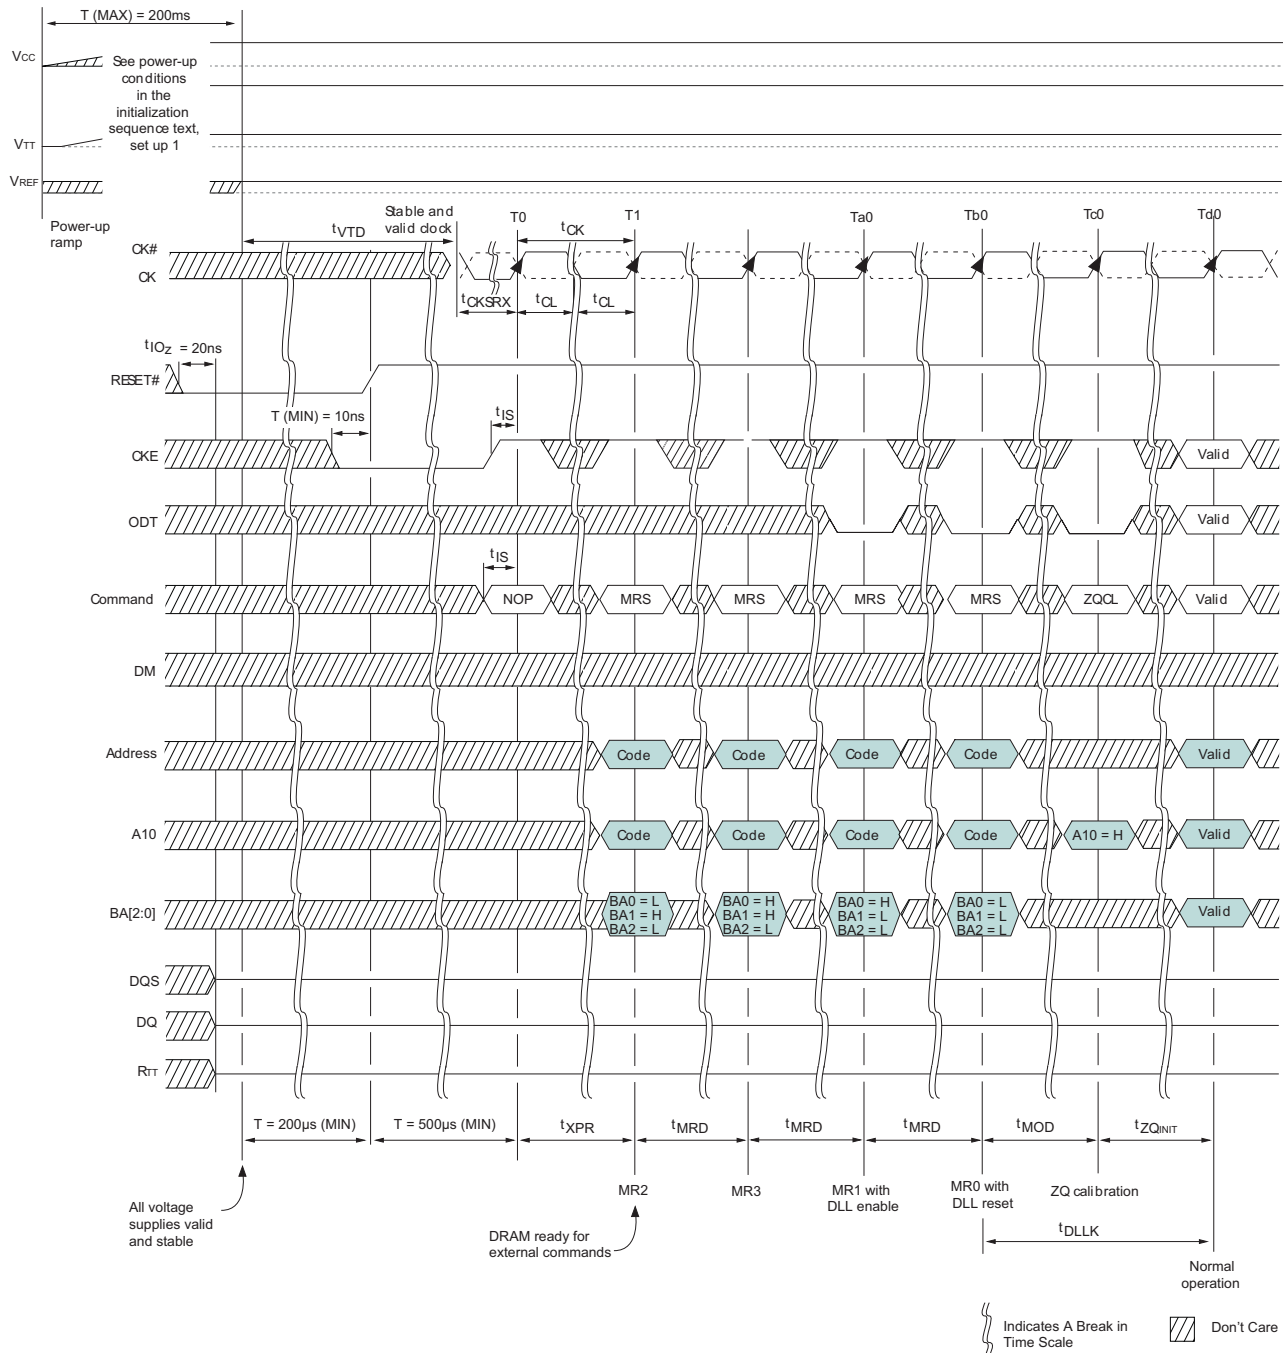 T (MAX) = 200ms
VCC
See power-up
conditions
in the
initialization
sequence text,
set up 1
VTT
VREF
Power-up
ramp
tVTD
Stable and
valid clock
T0
T1
Ta0
Tb0
Tc0
Td0
tCK
CK#
CK
tCKSRX
tCL
tCL
tIOz = 20ns
RESET#
T (MIN) = 10ns
tIS
CKE
Valid
ODT
Valid
tIS
Command
NOP
MRS
MRS
MRS
MRS
ZQCL
Valid
DM
Address
Code
Code
Code
Code
Valid
A10
Code
Code
Code
Code
A10 = H
Valid
BA[2:0]
BA0 = L
BA1 = H
BA2 = L
BA0 = H
BA1 = H
BA2 = L
BA0 = H
BA1 = L
BA2 = L
BA0 = L
BA1 = L
BA2 = L
Valid
DQS
DQ
RTT
T = 200µs (MIN)
T = 500µs (MIN)
tXPR
tMRD
tMRD
tMRD
tMOD
tZQINIT
All voltage
supplies valid
and stable
DRAM ready for
external commands
MR2
MR3
MR1 with
DLL enable
MR0 with
DLL reset
ZQ calibration
tDLLK
Normal
operation
Indicates A Break in
Time Scale
Don't Care